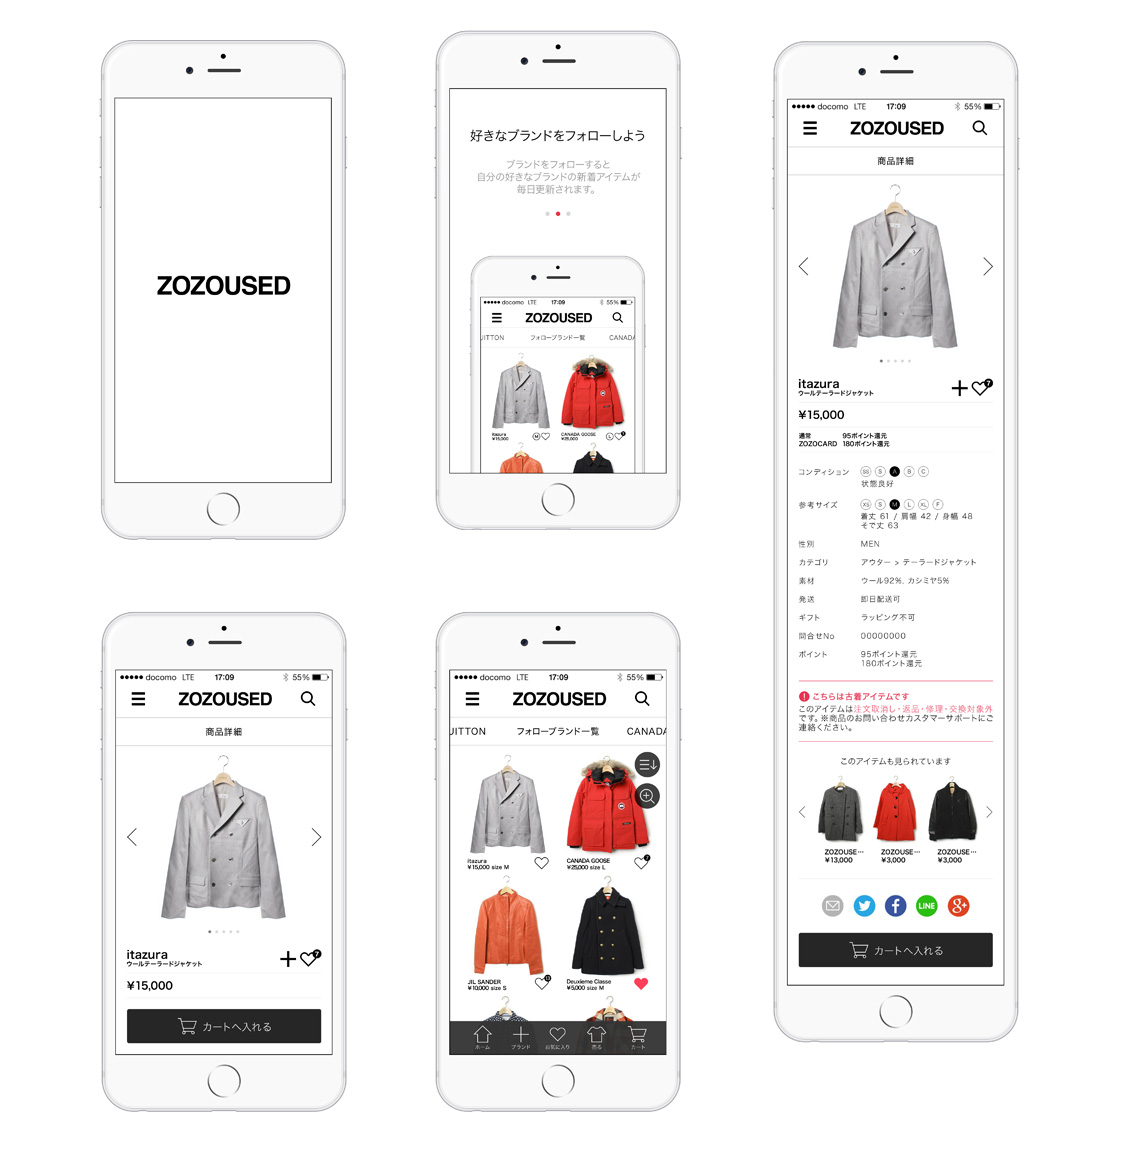 ZOZOUSED
好きなブランドをフォローしよう
ブランドをフォローすると
自分の好きなブランドの新着アイテムが
毎日更新されます。
docomo LTE 17:09 55%
ZOZOUSED
UITTON フォローブランド一覧 CANADA
itazura
¥15,000 M
CANADA GOOSE
¥25,000 L 7
docomo LTE 17:09 55%
ZOZOUSED
商品詳細
itazura
ウールテーラードジャケット
7
¥15,000
通常 95ポイント還元
ZOZOCARD 180ポイント還元
コンディション SS S A B C
状態良好
参考サイズ XS S M L XL F
着丈 61 / 肩幅 42 / 身幅 48
そで丈 63
性別 MEN
カテゴリ アウター > テーラードジャケット
素材 ウール92%, カシミヤ5%
発送 即日配送可
ギフト ラッピング不可
問合せNo 00000000
ポイント 95ポイント還元
180ポイント還元
! こちらは古着アイテムです
このアイテムは注文取消し・返品・修理・交換対象外
です。※商品のお問い合わせカスタマーサポートにご
連絡ください。
このアイテムも見られています
ZOZOUSE…
¥13,000
ZOZOUSE…
¥3,000
ZOZOUSE…
¥3,000
LINE
g+
カートへ入れる
docomo LTE 17:09 55%
ZOZOUSED
商品詳細
itazura
ウールテーラードジャケット
7
¥15,000
カートへ入れる
docomo LTE 17:09 55%
ZOZOUSED
UITTON フォローブランド一覧 CANADA
itazura
¥15,000 size M
CANADA GOOSE
¥25,000 size L
7
JIL SANDER
¥10,000 size S
13
Deuxieme Classe
¥5,000 size M
ホーム ブランド お気に入り 売る カート